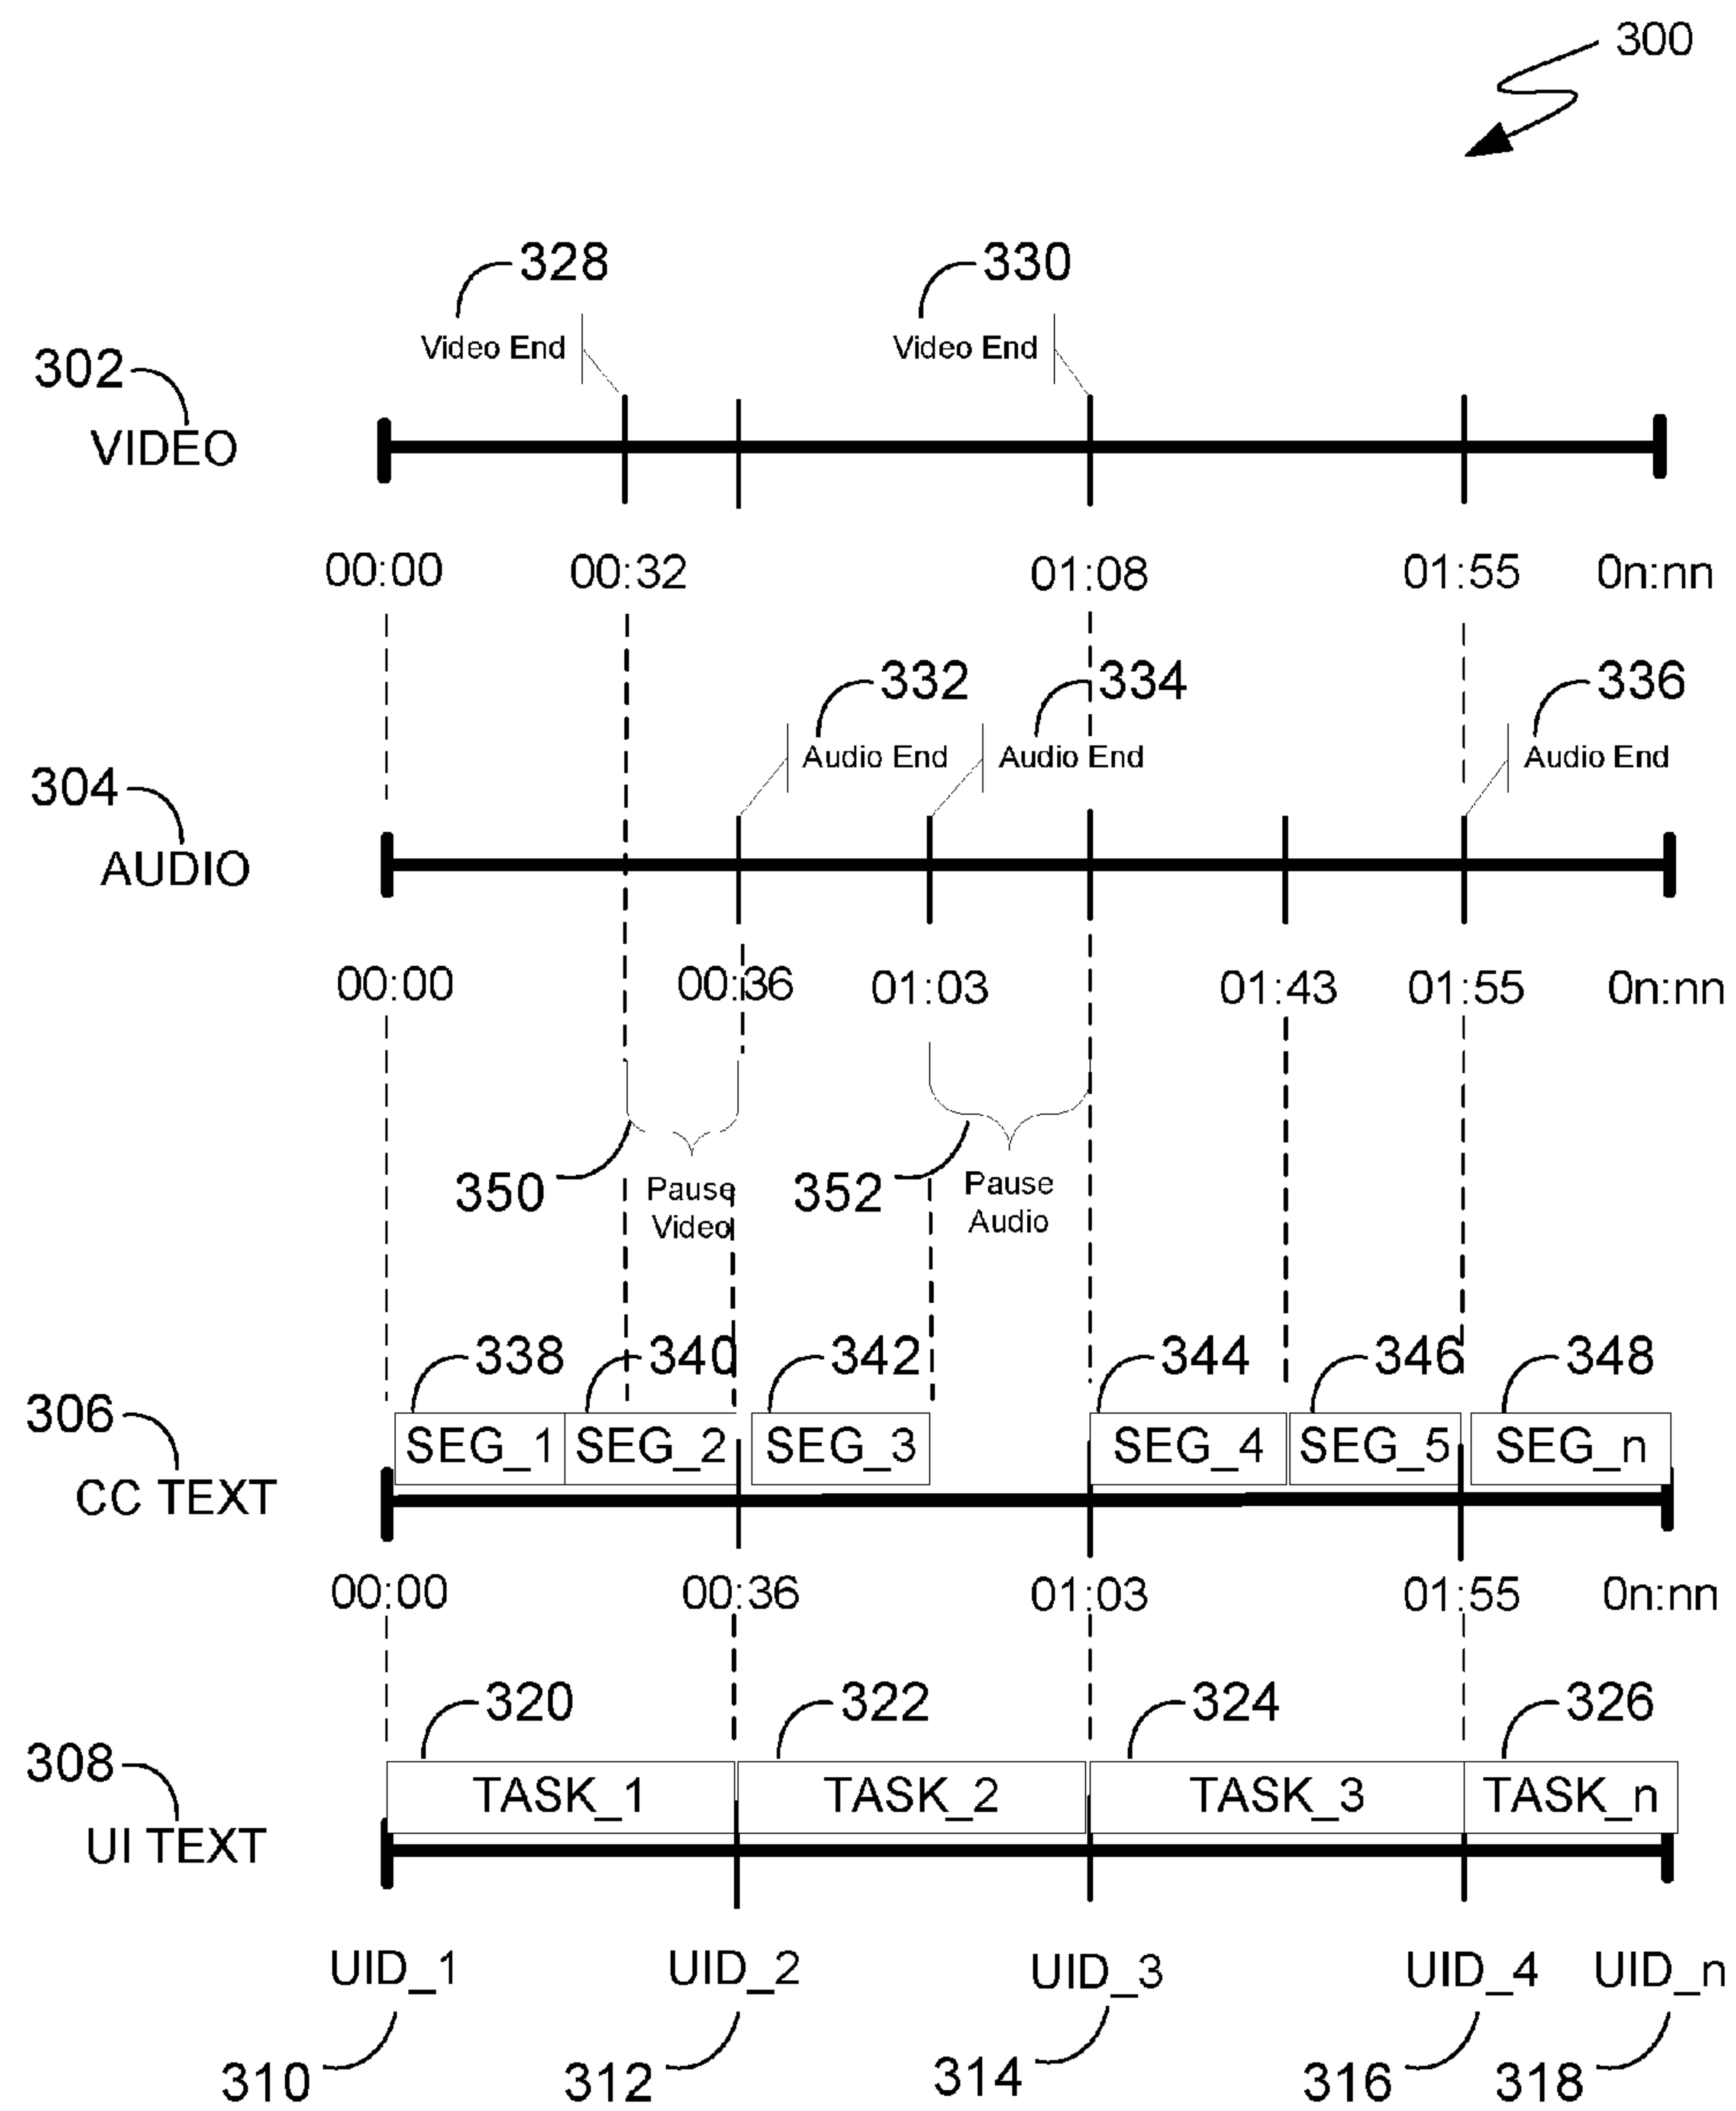 300
328
330
Video End
Video End
302
VIDEO
00:00 00:32 01:08 01:55 0n:nn
332 334 336
Audio End Audio End Audio End
304
AUDIO
00:00 00:36 01:03 01:43 01:55 0n:nn
350 Pause Video
352 Pause Audio
338 340 342 344 346 348
306
SEG_1 SEG_2 SEG_3 SEG_4 SEG_5 SEG_n
CC TEXT
00:00 00:36 01:03 01:55 0n:nn
320 322 324 326
308
TASK_1 TASK_2 TASK_3 TASK_n
UI TEXT
UID_1 UID_2 UID_3 UID_4 UID_n
310 312 314 316 318